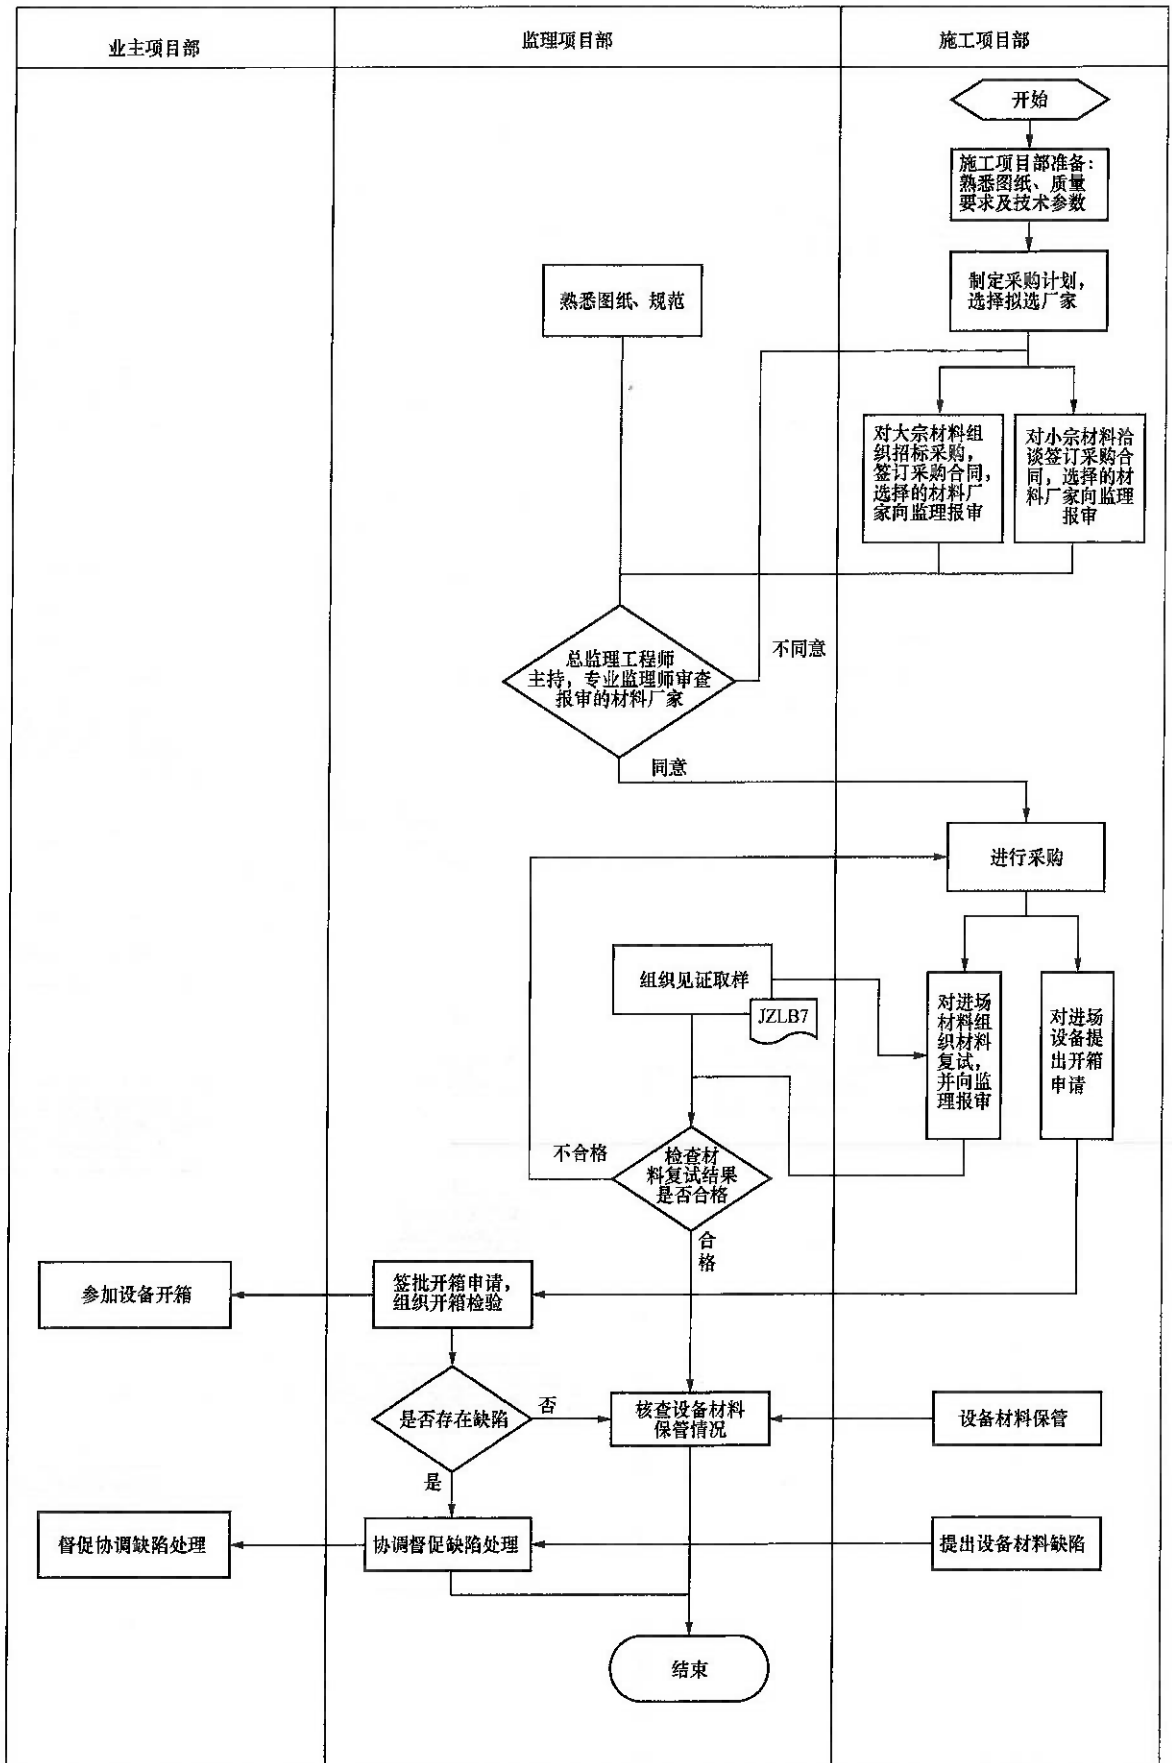 业主项目部
监理项目部
施工项目部
开始
施工项目部准备：
熟悉图纸、质量
要求及技术参数
制定采购计划，
选择拟选厂家
熟悉图纸、规范
对大宗材料组
织招标采购，
签订采购合同，
选择的材料厂
家向监理报审
对小宗材料洽
谈签订采购合
同，选择的材
料厂家向监理
报审
总监理工程师
主持，专业监理师审查
报审的材料厂家
不同意
同意
进行采购
组织见证取样
JZLB7
对进场
材料组
织材料
复试，
并向监
理报审
对进场
设备提
出开箱
申请
不合格
检查材
料复试结果
是否合格
合
格
参加设备开箱
签批开箱申请，
组织开箱检验
是否存在缺陷
否
核查设备材料
保管情况
设备材料保管
是
督促协调缺陷处理
协调督促缺陷处理
提出设备材料缺陷
结束